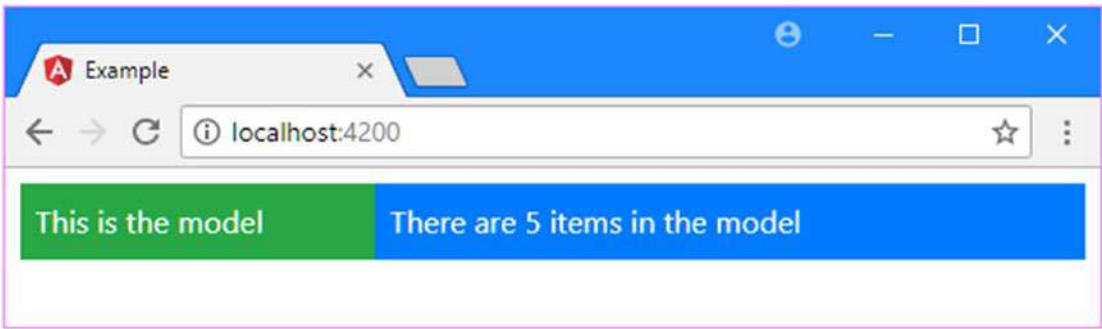 Example
localhost:4200
This is the model There are 5 items in the model